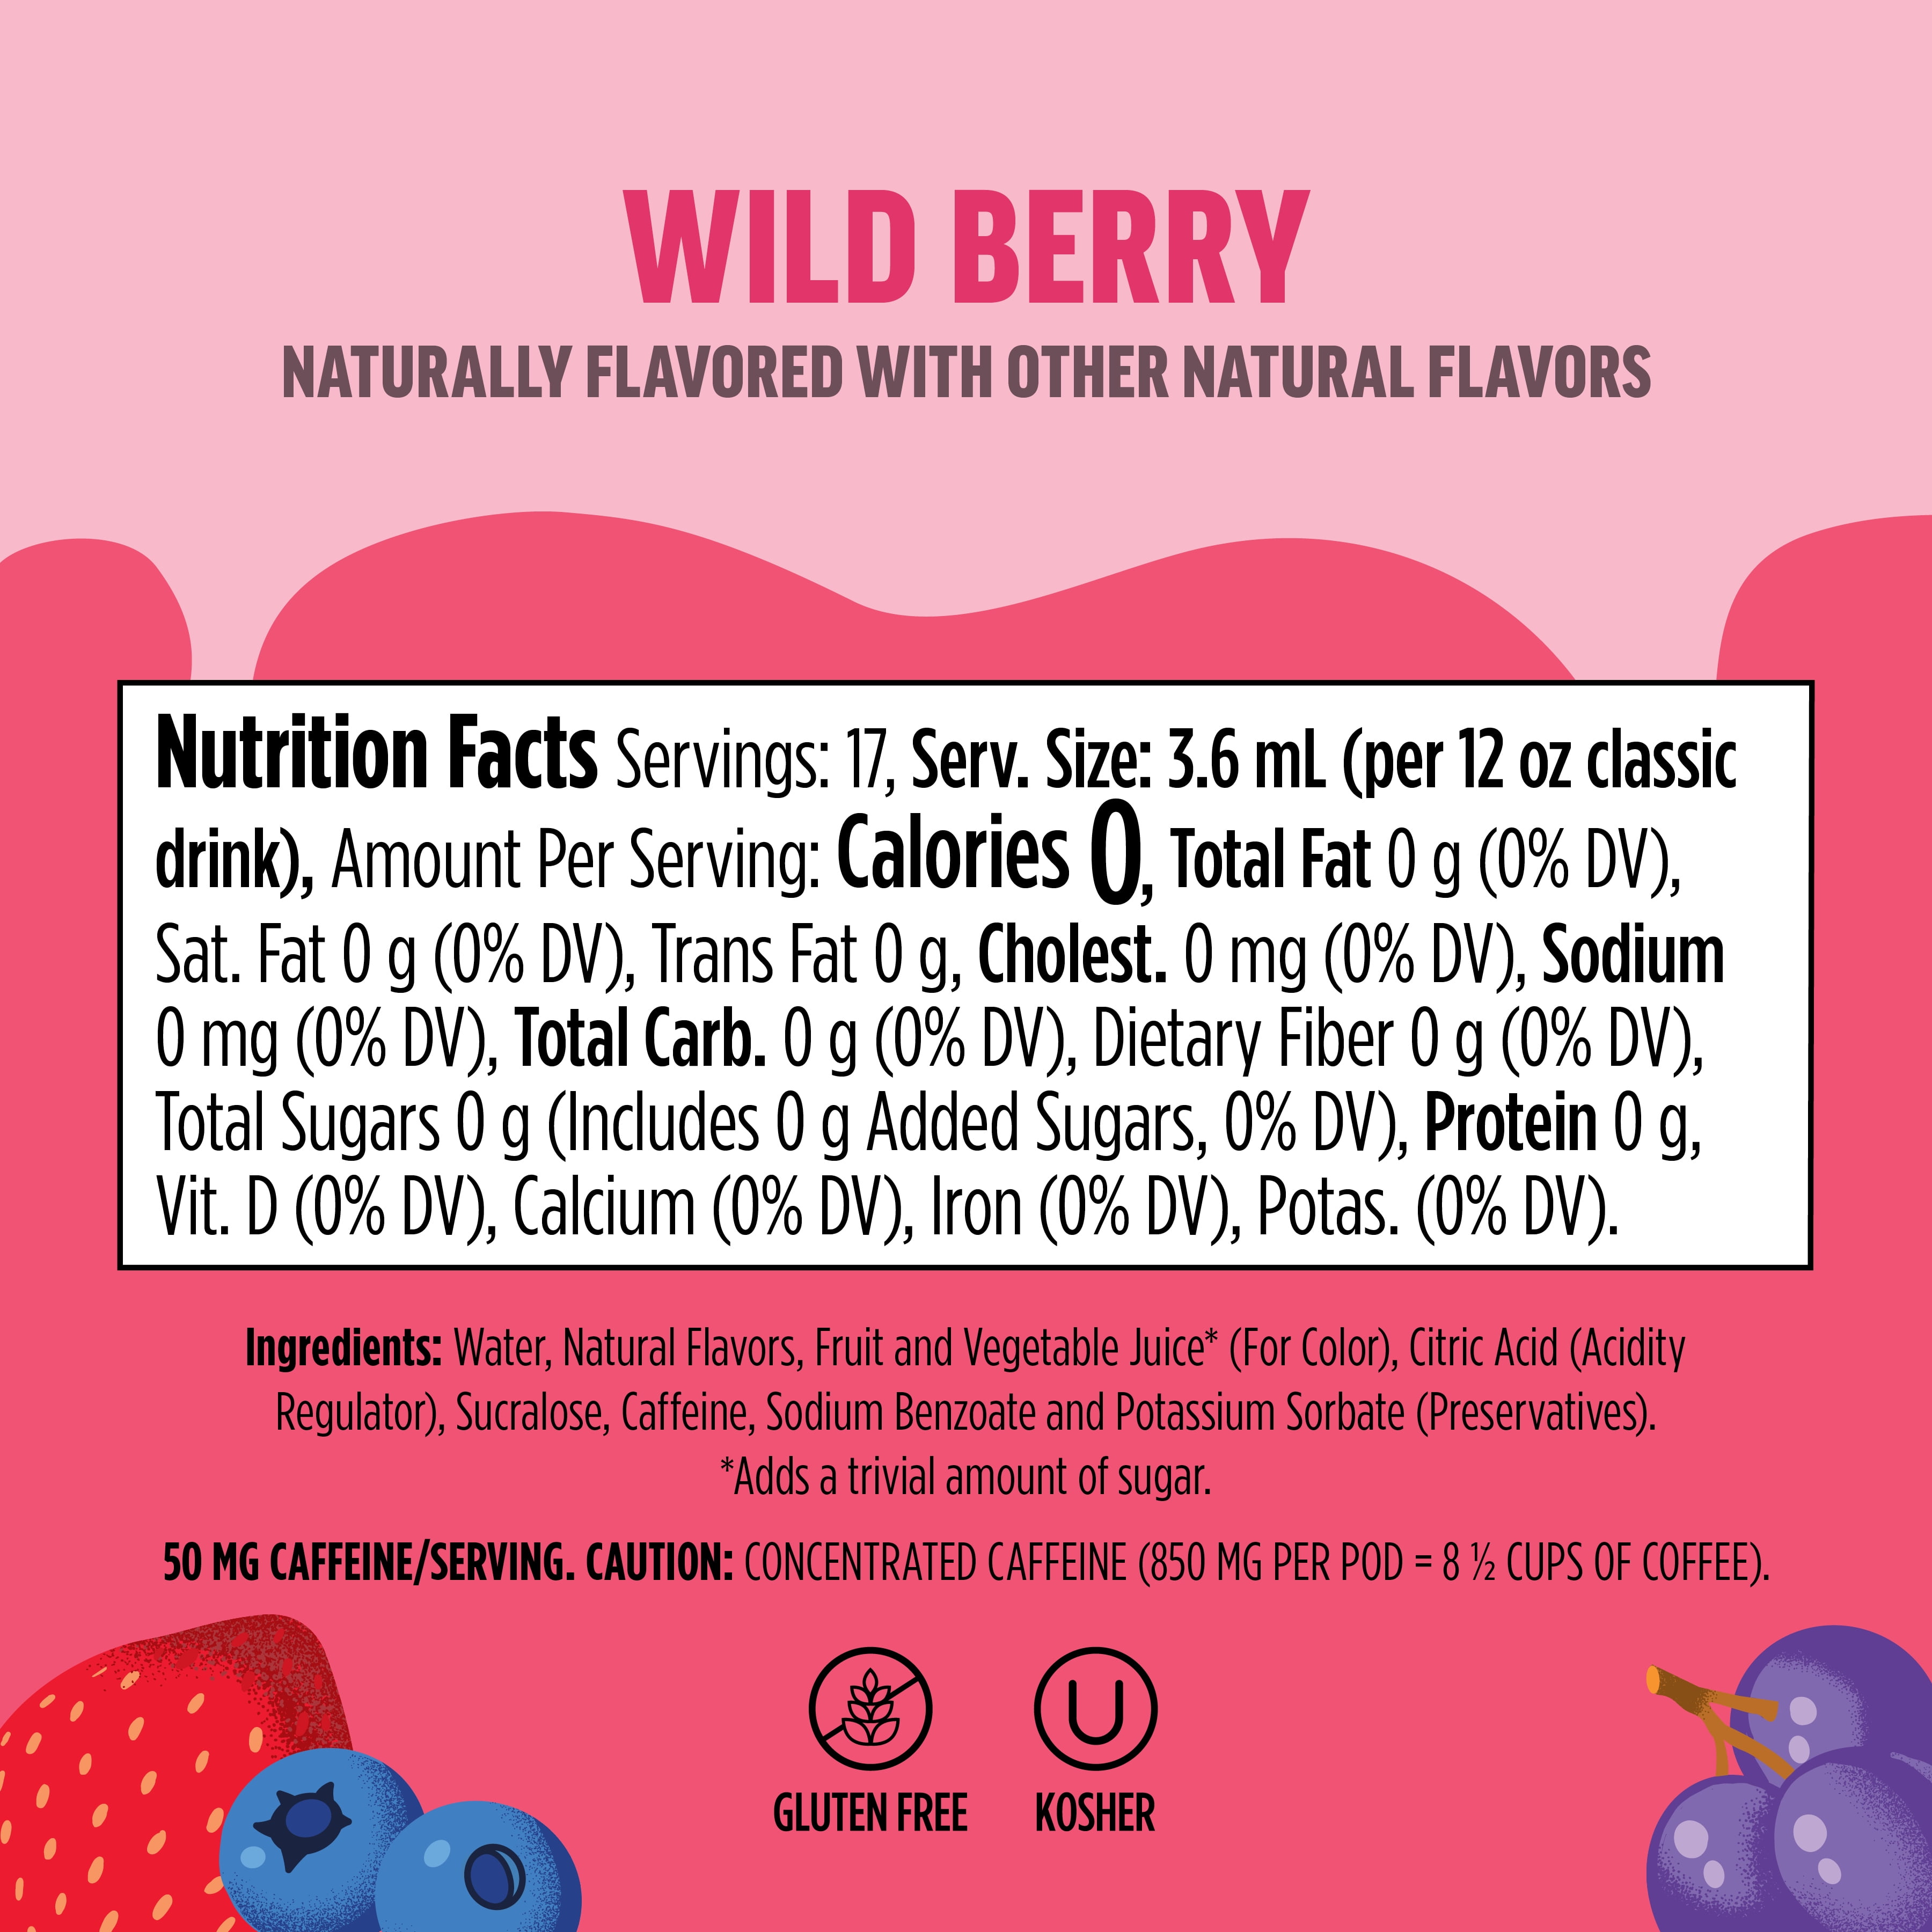 WILD BERRY
NATURALLY FLAVORED WITH OTHER NATURAL FLAVORS
Nutrition Facts Servings: 17, Serv. Size: 3.6 mL (per 12 oz classic
drink), Amount Per Serving: Calories 0, Total Fat 0 g (0% DV),
Sat. Fat 0 g (0% DV), Trans Fat 0 g, Cholest. 0 mg (0% DV), Sodium
0 mg (0% DV), Total Carb. 0 g (0% DV), Dietary Fiber 0 g (0% DV),
Total Sugars 0 g (Includes 0 g Added Sugars, 0% DV), Protein 0 g,
Vit. D (0% DV), Calcium (0% DV), Iron (0% DV), Potas. (0% DV).
Ingredients: Water, Natural Flavors, Fruit and Vegetable Juice* (For Color), Citric Acid (Acidity
Regulator), Sucralose, Caffeine, Sodium Benzoate and Potassium Sorbate (Preservatives).
*Adds a trivial amount of sugar.
50 MG CAFFEINE/SERVING. CAUTION: CONCENTRATED CAFFEINE (850 MG PER POD = 8 ½ CUPS OF COFFEE).
U
GLUTEN FREE KOSHER